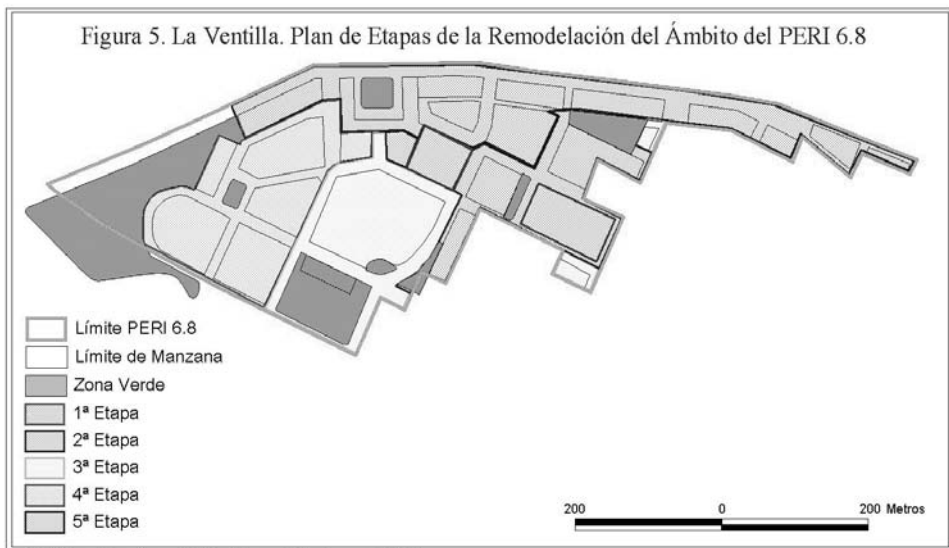 Figura 5. La Ventilla. Plan de Etapas de la Remodelación del Ámbito del PERI 6.8
Límite PERI 6.8
Límite de Manzana
Zona Verde
1ª Etapa
2ª Etapa
3ª Etapa
4ª Etapa
5ª Etapa
200 0 200 Metros